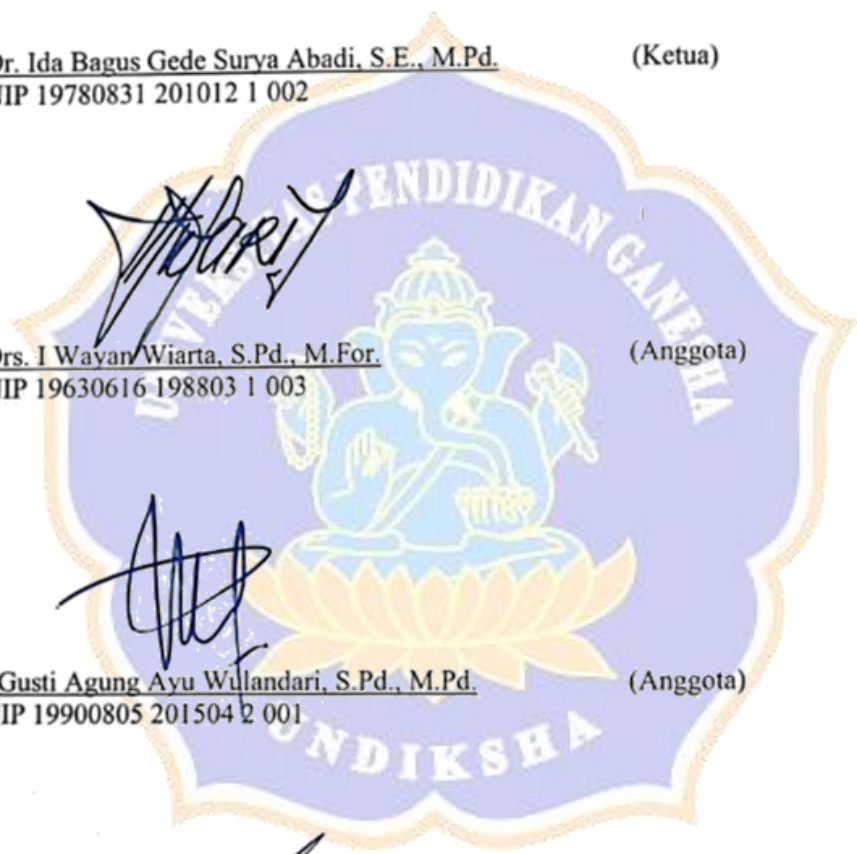 Dr. Ida Bagus Gede Surya Abadi, S.E., M.Pd. (Ketua)
NIP 19780831 201012 1 002
UNIVERSITAS PENDIDIKAN GANESHA
Drs. I Wayan Wiarta, S.Pd., M.For. (Anggota)
NIP 19630616 198803 1 003
Gusti Agung Ayu Wulandari, S.Pd., M.Pd. (Anggota)
NIP 19900805 201504 2 001
UNDIKSHA